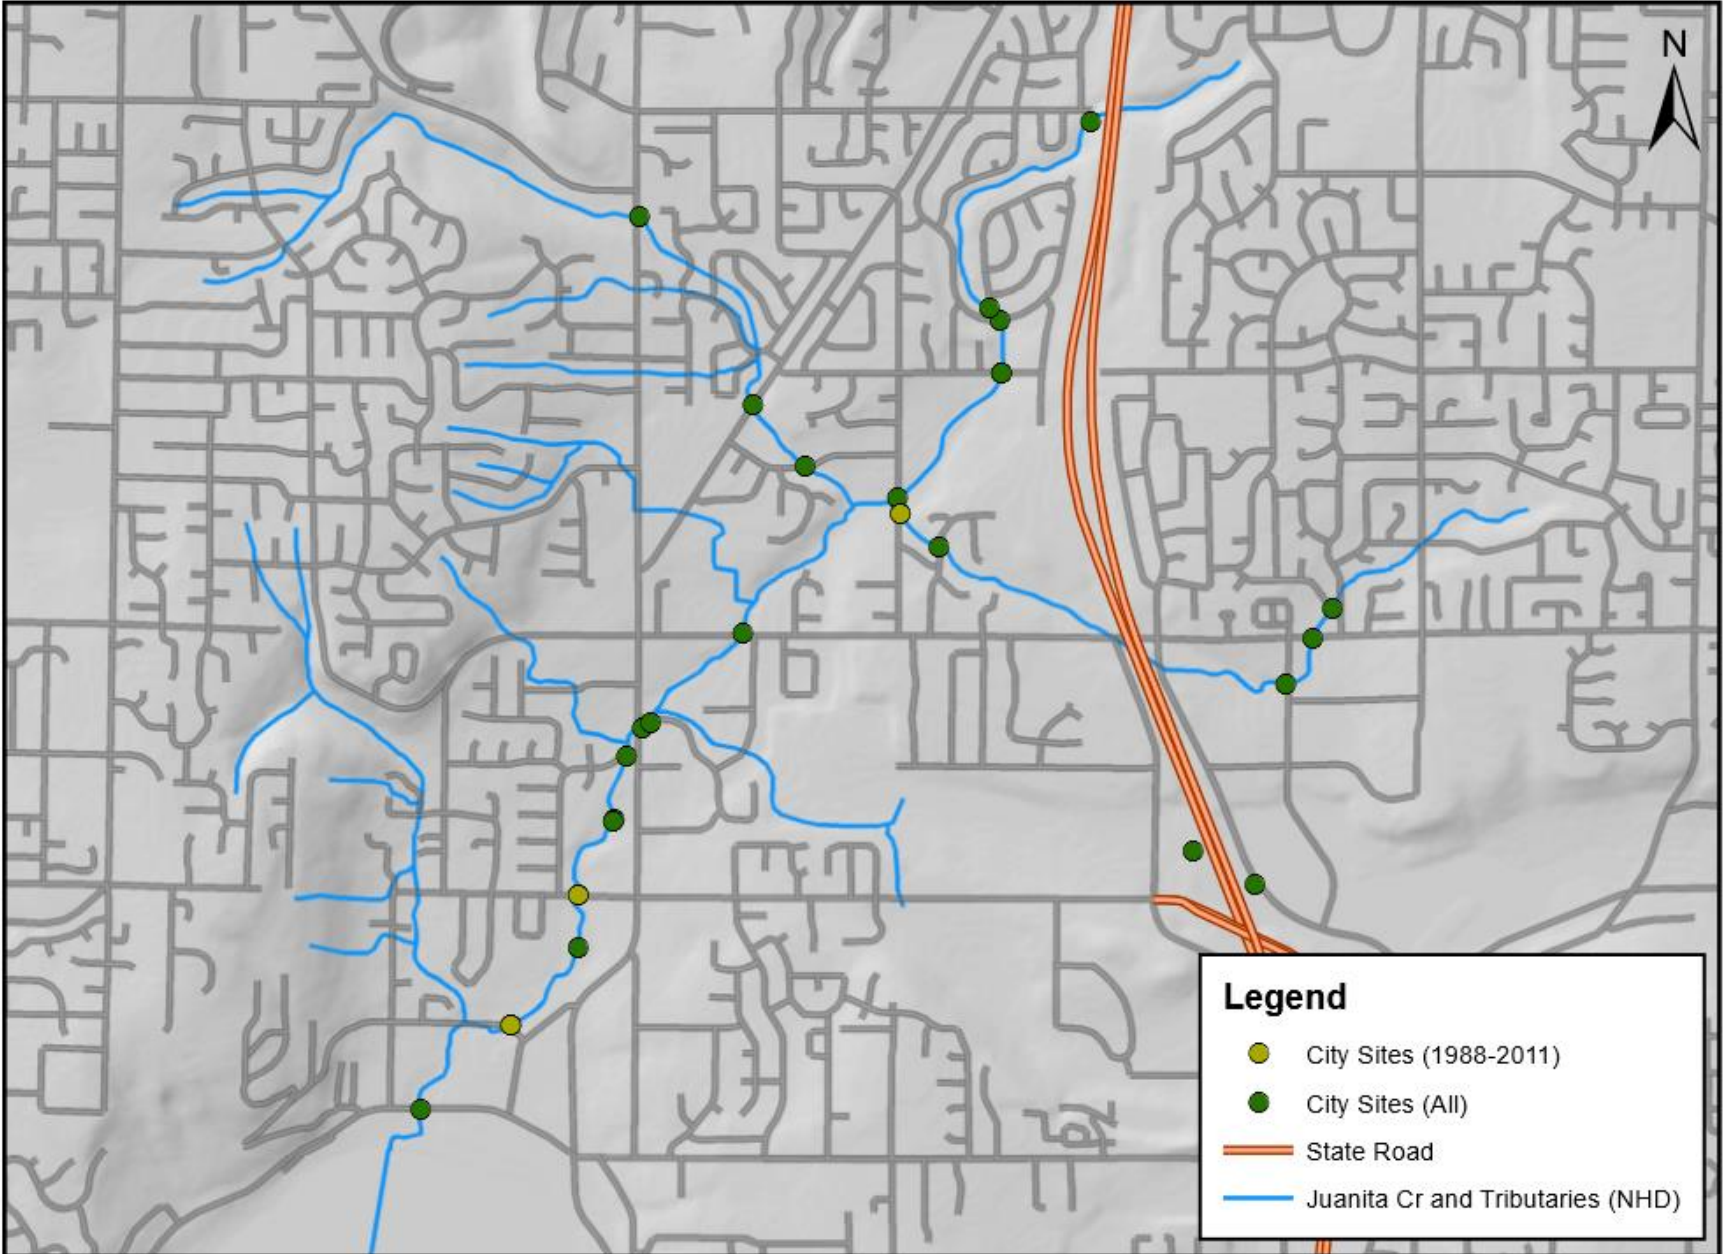 N
Legend
City Sites (1988-2011)
City Sites (All)
State Road
Juanita Cr and Tributaries (NHD)